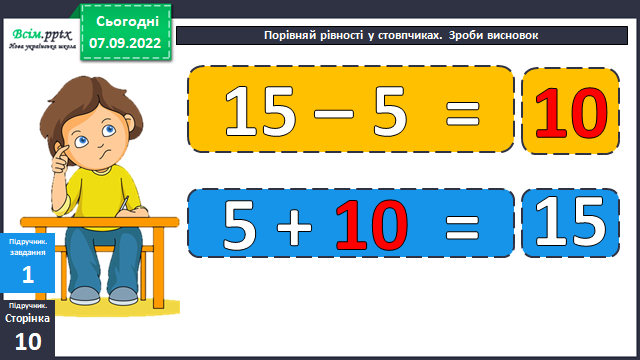 Всім.pptx
Нова українська школа
Сьогодні
07.09.2022
Порівняй рівності у стовпчиках. Зроби висновок
15 – 5 = 10
5 + 10 = 15
Підручник.
завдання
1
Підручник.
Сторінка
10